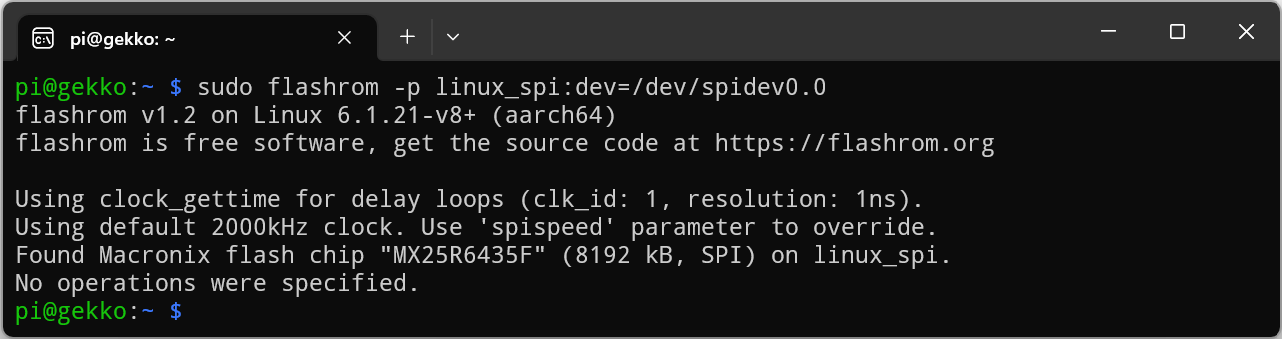 pi@gekko: ~
pi@gekko:~ $ sudo flashrom -p linux_spi:dev=/dev/spidev0.0
flashrom v1.2 on Linux 6.1.21-v8+ (aarch64)
flashrom is free software, get the source code at https://flashrom.org

Using clock_gettime for delay loops (clk_id: 1, resolution: 1ns).
Using default 2000kHz clock. Use 'spispeed' parameter to override.
Found Macronix flash chip "MX25R6435F" (8192 kB, SPI) on linux_spi.
No operations were specified.
pi@gekko:~ $